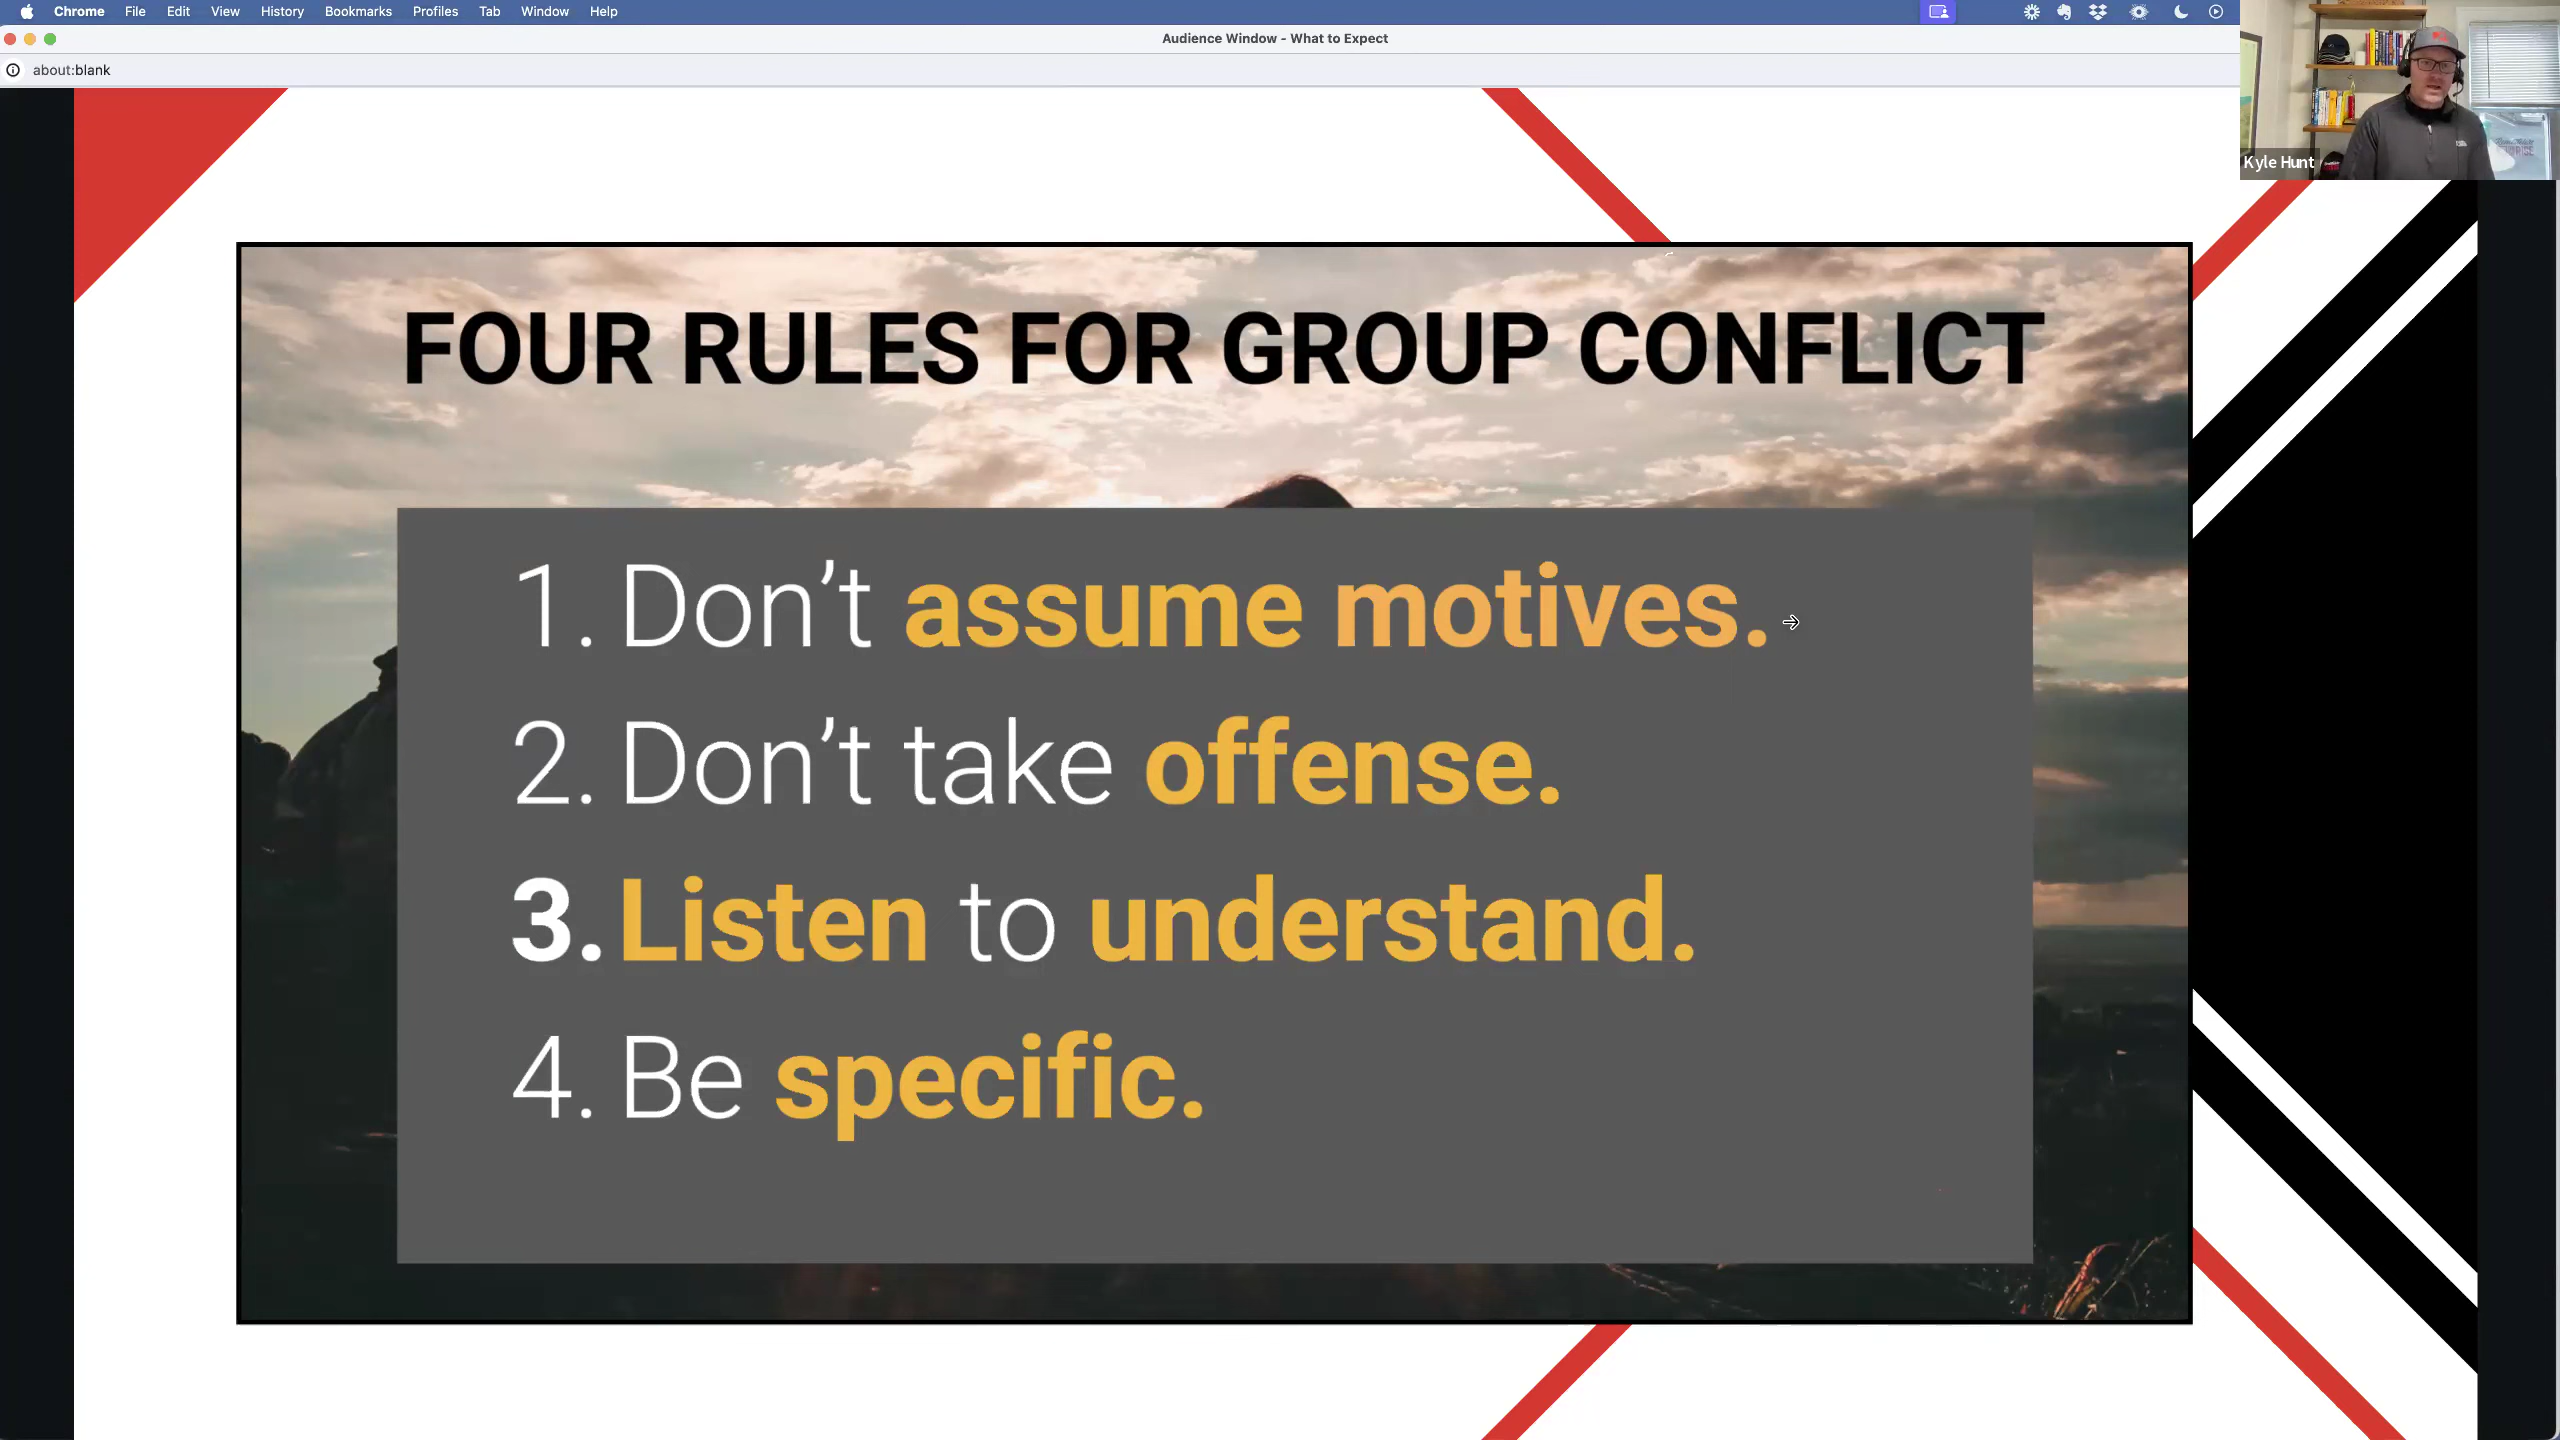 Chrome File Edit View History Bookmarks Profiles Tab Window Help
Audience Window - What to Expect
about:blank
Kyle Hunt
FOUR RULES FOR GROUP CONFLICT
1. Don’t assume motives.
2. Don’t take offense.
3. Listen to understand.
4. Be specific.